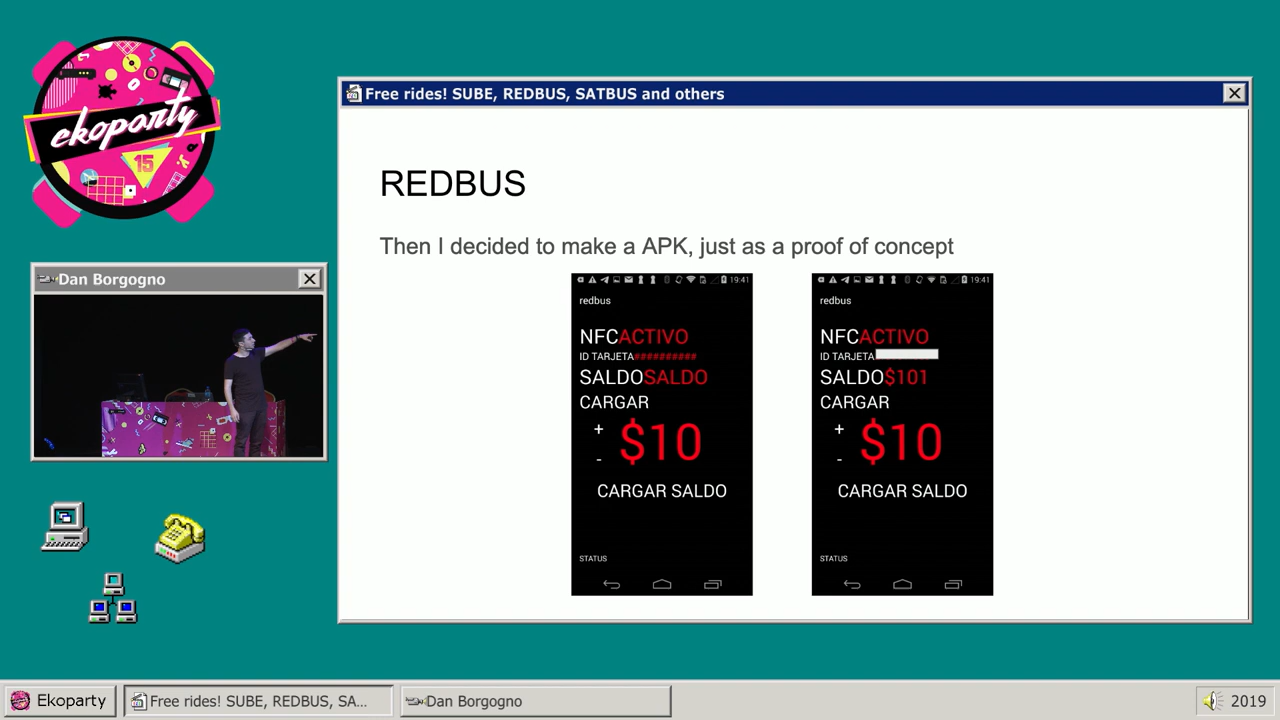 ekoparty
15
Free rides! SUBE, REDBUS, SATBUS and others
REDBUS
Then I decided to make a APK, just as a proof of concept
19:41
redbus
NFCACTIVO
ID TARJETA##########
SALDOSALDO
CARGAR
+
$10
-
CARGAR SALDO
STATUS
19:41
redbus
NFCACTIVO
ID TARJETA
SALDO$101
CARGAR
+
$10
-
CARGAR SALDO
STATUS
Dan Borgogno
Ekoparty
Free rides! SUBE, REDBUS, SA...
Dan Borgogno
2019